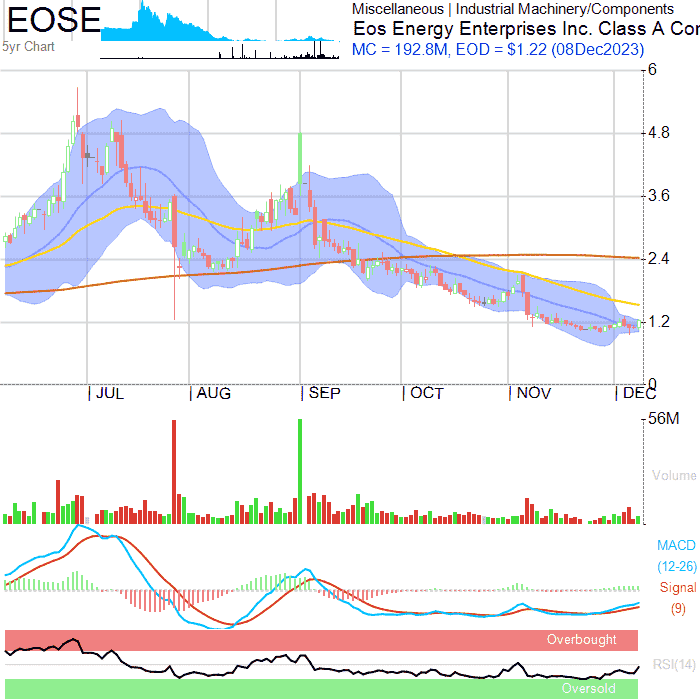 EOSE
5yr Chart
Miscellaneous | Industrial Machinery/Components
Eos Energy Enterprises Inc. Class A Cor
MC = 192.8M, EOD = $1.22 (08Dec2023)
6
4.8
3.6
2.4
1.2
0
JUL AUG SEP OCT NOV DEC
56M
Volume
MACD
(12-26)
Signal
(9)
Overbought
RSI(14)
Oversold